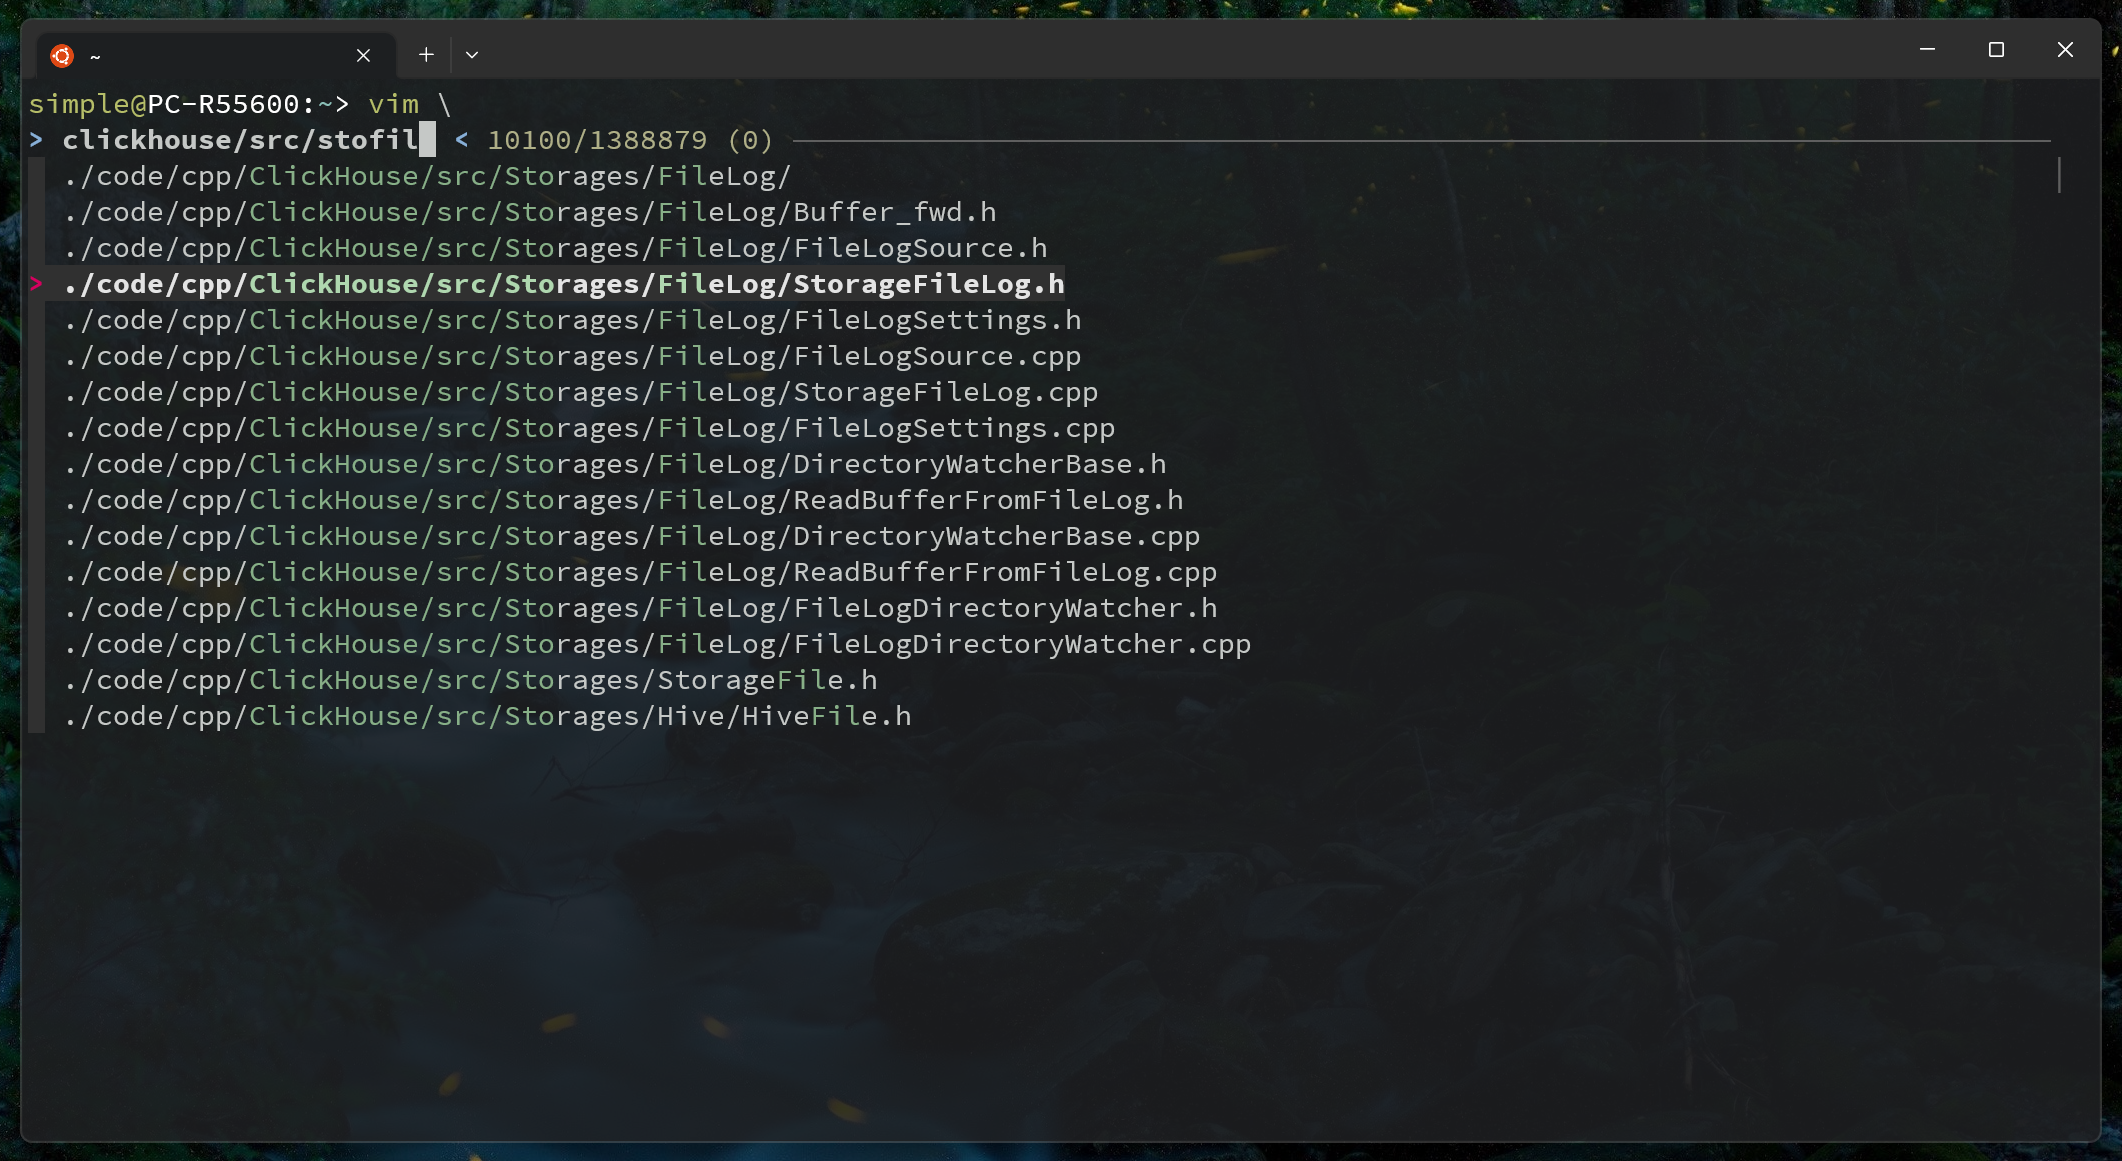 ~
simple@PC-R55600:~> vim \
> clickhouse/src/stofil < 10100/1388879 (0)
./code/cpp/ClickHouse/src/Storages/FileLog/
./code/cpp/ClickHouse/src/Storages/FileLog/Buffer_fwd.h
./code/cpp/ClickHouse/src/Storages/FileLog/FileLogSource.h
> ./code/cpp/ClickHouse/src/Storages/FileLog/StorageFileLog.h
./code/cpp/ClickHouse/src/Storages/FileLog/FileLogSettings.h
./code/cpp/ClickHouse/src/Storages/FileLog/FileLogSource.cpp
./code/cpp/ClickHouse/src/Storages/FileLog/StorageFileLog.cpp
./code/cpp/ClickHouse/src/Storages/FileLog/FileLogSettings.cpp
./code/cpp/ClickHouse/src/Storages/FileLog/DirectoryWatcherBase.h
./code/cpp/ClickHouse/src/Storages/FileLog/ReadBufferFromFileLog.h
./code/cpp/ClickHouse/src/Storages/FileLog/DirectoryWatcherBase.cpp
./code/cpp/ClickHouse/src/Storages/FileLog/ReadBufferFromFileLog.cpp
./code/cpp/ClickHouse/src/Storages/FileLog/FileLogDirectoryWatcher.h
./code/cpp/ClickHouse/src/Storages/FileLog/FileLogDirectoryWatcher.cpp
./code/cpp/ClickHouse/src/Storages/StorageFile.h
./code/cpp/ClickHouse/src/Storages/Hive/HiveFile.h